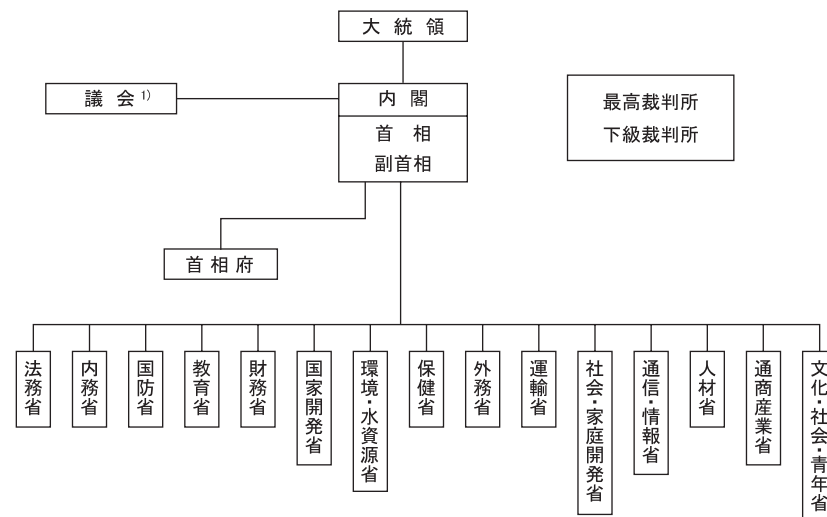 大統領
議会 1)
内閣
首相
副首相
最高裁判所
下級裁判所
首相府
法務省
内務省
国防省
教育省
財務省
国家開発省
環境・水資源省
保健省
外務省
運輸省
社会・家庭開発省
通信・情報省
人材省
通商産業省
文化・社会・青年省